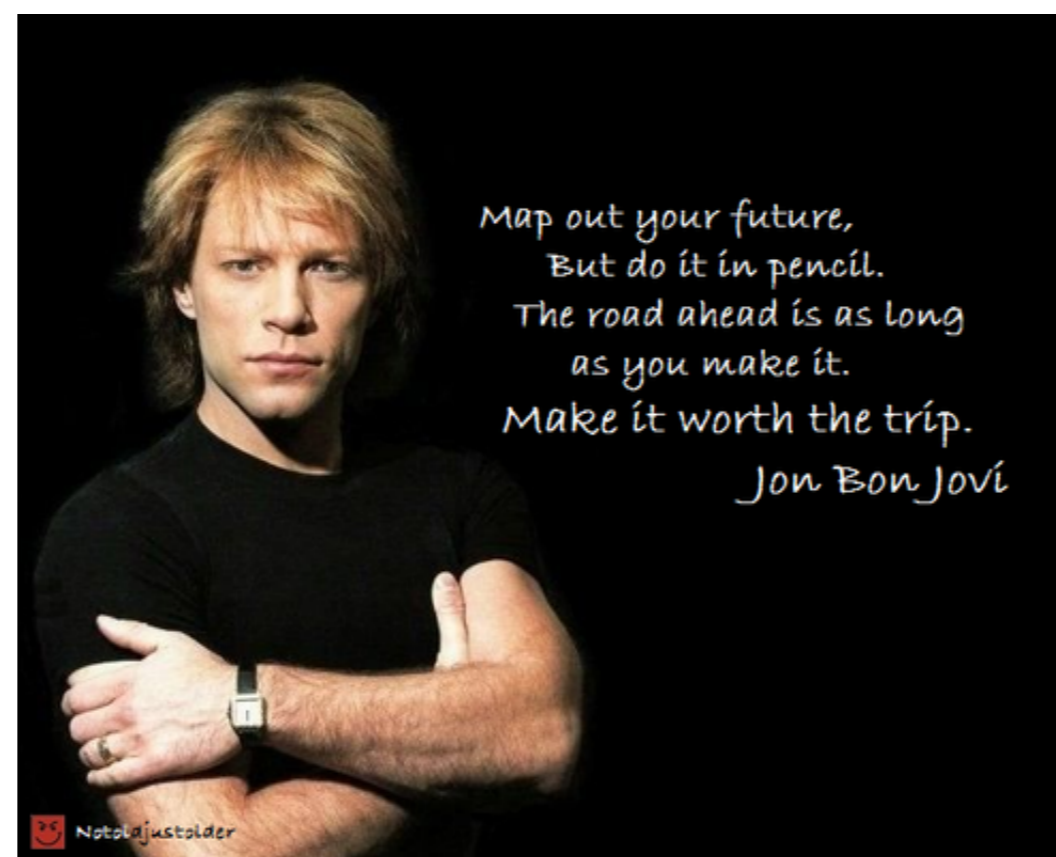 Map out your future,
But do it in pencil.
The road ahead is as long
as you make it.
Make it worth the trip.
Jon Bon Jovi
Notoldjustolder